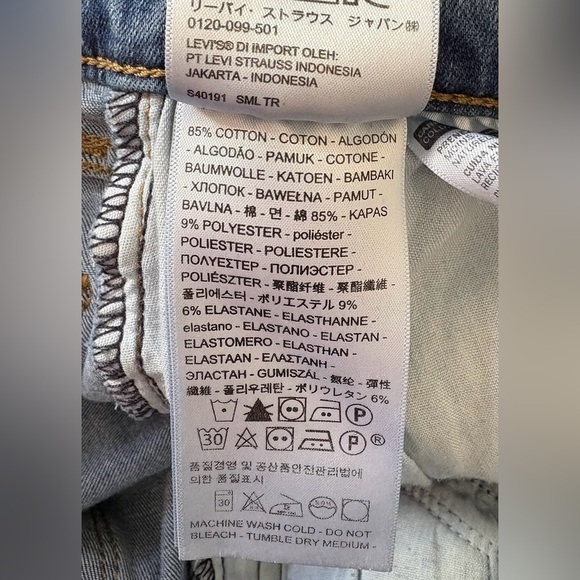 リーバイ・ストラウス ジャパン㈱
0120-099-501
LEVI'S® DI IMPORT OLEH:
PT LEVI STRAUSS INDONESIA
JAKARTA - INDONESIA
S40191 SML TR
85% COTTON - COTON - ALGODÓN
- ALGODÃO - PAMUK - COTONE -
BAUMWOLLE - KATOEN - BAMBAKI
- ХЛОПОК - BAWEŁNA - PAMUT -
BAVLNA - 棉 - 면 - 綿 85% - KAPAS
9% POLYESTER - poliéster -
POLIESTER - POLIESTERE -
ΠΟΛΥΕΣΤΕΡ - ПОЛИЭСТЕР -
POLIÉSZTER - 聚酯纤维 - 聚酯纖維 -
폴리에스터 - ポリエステル 9%
6% ELASTANE - ELASTHANNE -
elastano - ELASTANO - ELASTAN -
ELASTOMERO - ELASTHAN -
ELASTAAN - ΕΛΑΣΤΑΝΗ -
ЭЛАСТАН - GUMISZÁL - 氨纶 - 彈性
纖維 - 폴리우레탄 - ポリウレタン 6%
P
30 P ®
품질경영 및 공산품안전관리법에
의한 품질표시
30
MACHINE WASH COLD - DO NOT
BLEACH - TUMBLE DRY MEDIUM -